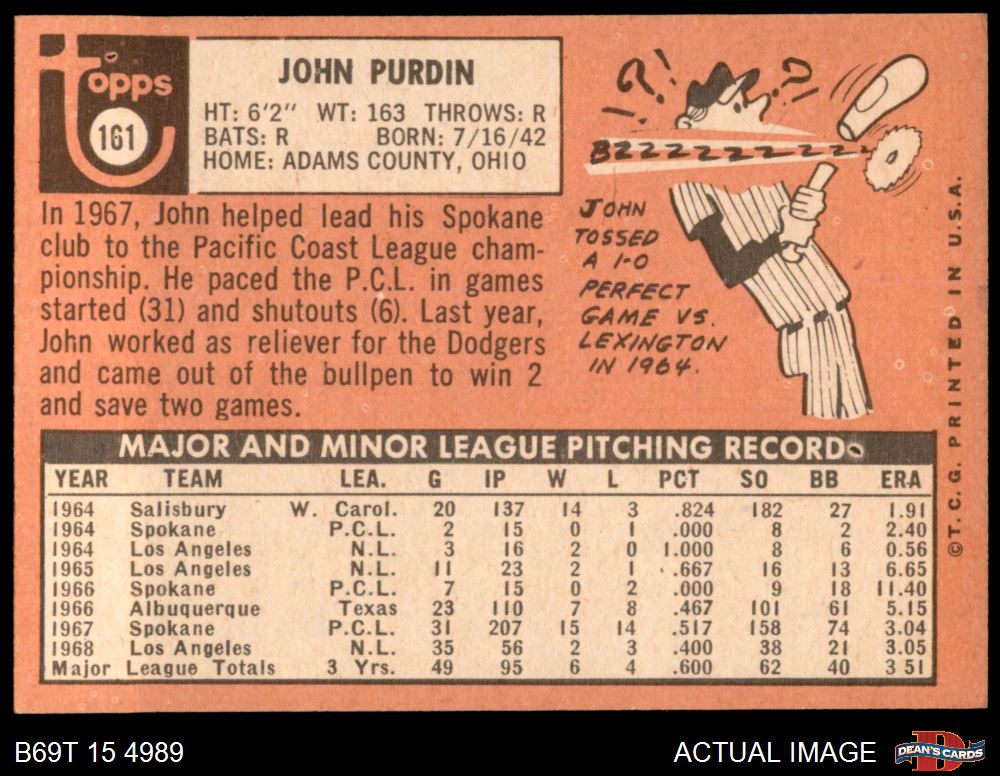 topps
161
JOHN PURDIN
HT: 6'2" WT: 163 THROWS: R
BATS: R BORN: 7/16/42
HOME: ADAMS COUNTY, OHIO
In 1967, John helped lead his Spokane
club to the Pacific Coast League cham-
pionship. He paced the P.C.L. in games
started (31) and shutouts (6). Last year,
John worked as reliever for the Dodgers
and came out of the bullpen to win 2
and save two games.
?! ?!
BZZZZZZZZZ
JOHN
TOSSED
A 1-0
PERFECT
GAME VS.
LEXINGTON
IN 1964.
MAJOR AND MINOR LEAGUE PITCHING RECORD
YEAR TEAM LEA. G IP W L PCT SO BB ERA
1964 Salisbury W. Carol. 20 137 14 3 .824 182 27 1.91
1964 Spokane P.C.L. 2 15 0 1 .000 8 2 2.40
1964 Los Angeles N.L. 3 16 2 0 1.000 8 6 0.56
1965 Los Angeles N.L. 11 23 2 1 .667 16 13 6.65
1966 Spokane P.C.L. 7 15 0 2 .000 9 18 11.40
1966 Albuquerque Texas 23 110 7 8 .467 101 61 5.15
1967 Spokane P.C.L. 31 207 15 14 .517 158 74 3.04
1968 Los Angeles N.L. 35 56 2 3 .400 38 21 3.05
Major League Totals 3 Yrs. 49 95 6 4 .600 62 40 3.51
© T.C.G. PRINTED IN U.S.A.
B69T 15 4989
ACTUAL IMAGE
DEAN'S CARDS